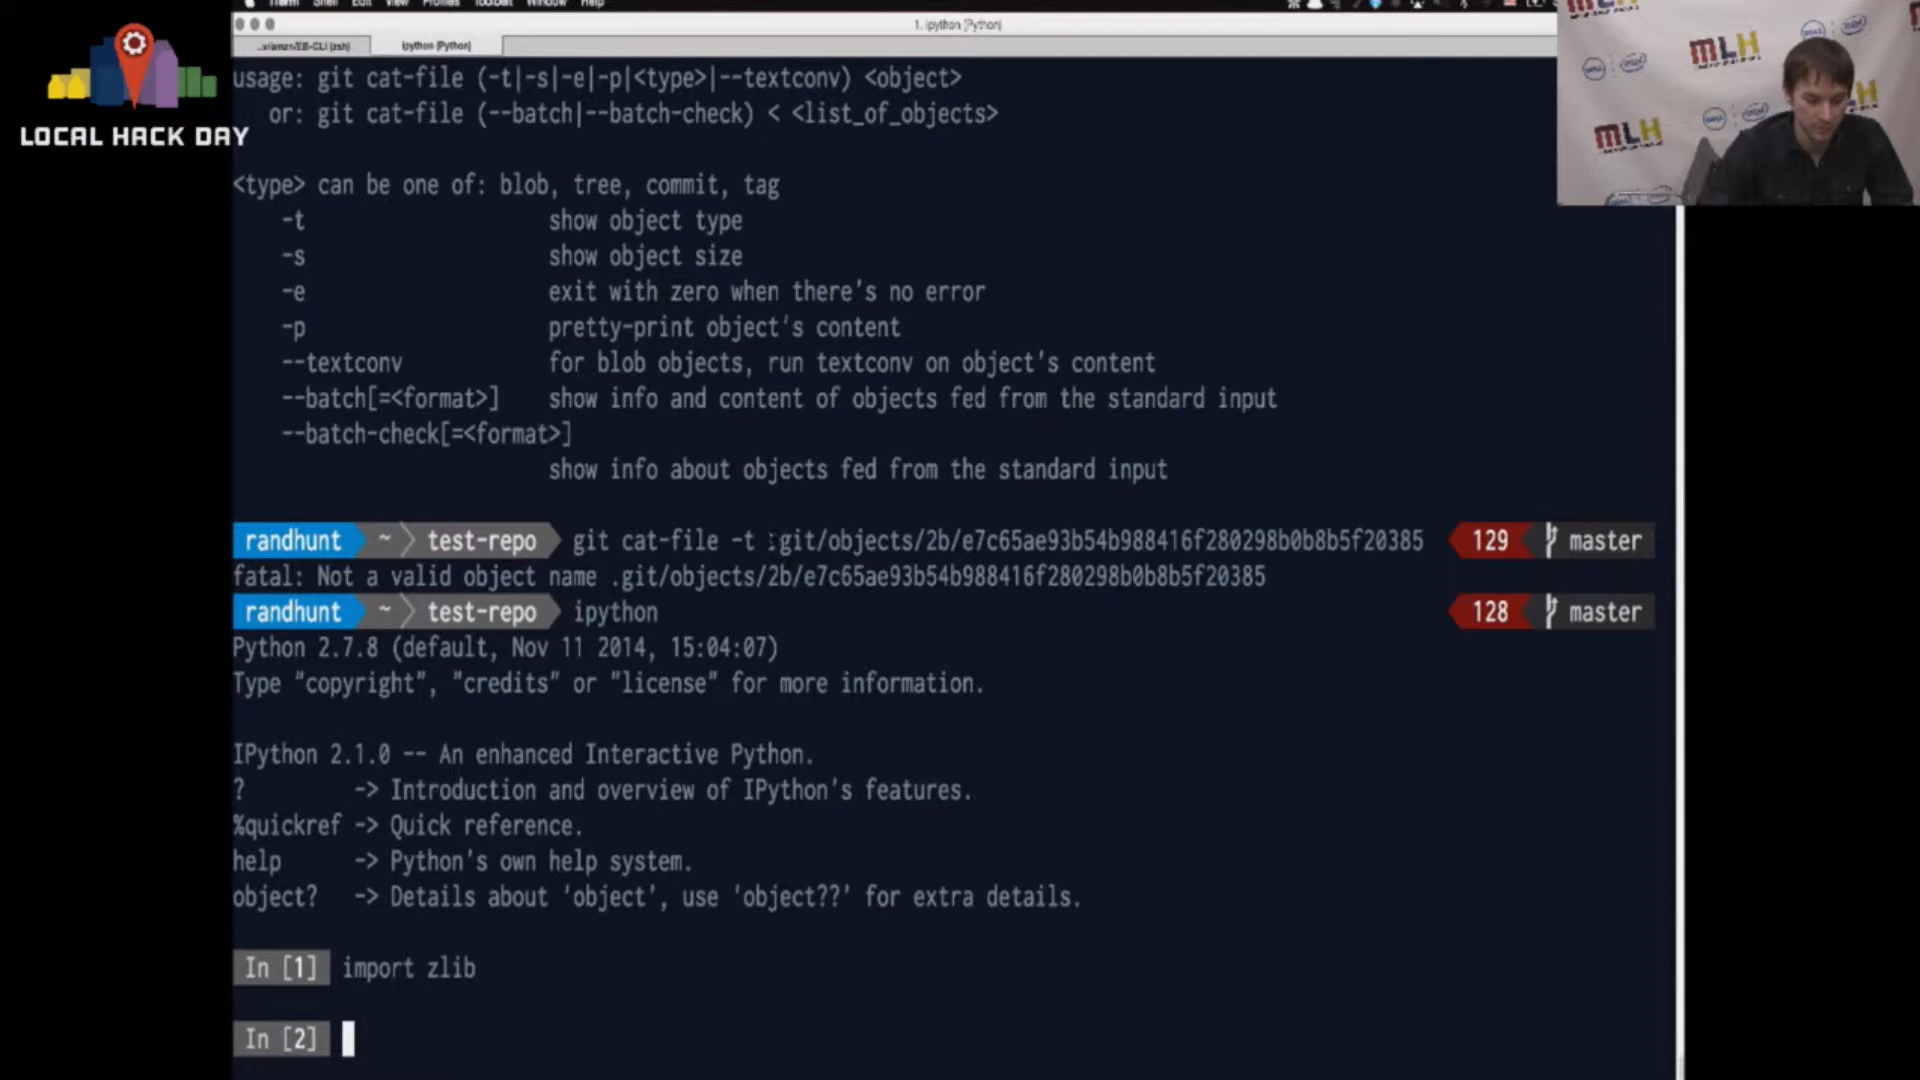 Shell Edit View Profiles Toolbelt Window Help
1. ipython (Python)
ipython (Python)
LOCAL HACK DAY
MLH
MLH
MLH
usage: git cat-file (-t|-s|-e|-p|<type>|--textconv) <object>
or: git cat-file (--batch|--batch-check) < <list_of_objects>
<type> can be one of: blob, tree, commit, tag
-t show object type
-s show object size
-e exit with zero when there's no error
-p pretty-print object's content
--textconv for blob objects, run textconv on object's content
--batch[=<format>] show info and content of objects fed from the standard input
--batch-check[=<format>]
show info about objects fed from the standard input
randhunt ~ test-repo git cat-file -t .git/objects/2b/e7c65ae93b54b988416f280298b0b8b5f20385 129 master
fatal: Not a valid object name .git/objects/2b/e7c65ae93b54b988416f280298b0b8b5f20385
randhunt ~ test-repo ipython 128 master
Python 2.7.8 (default, Nov 11 2014, 15:04:07)
Type "copyright", "credits" or "license" for more information.
IPython 2.1.0 -- An enhanced Interactive Python.
? -> Introduction and overview of IPython's features.
%quickref -> Quick reference.
help -> Python's own help system.
object? -> Details about 'object', use 'object??' for extra details.
In [1] import zlib
In [2]